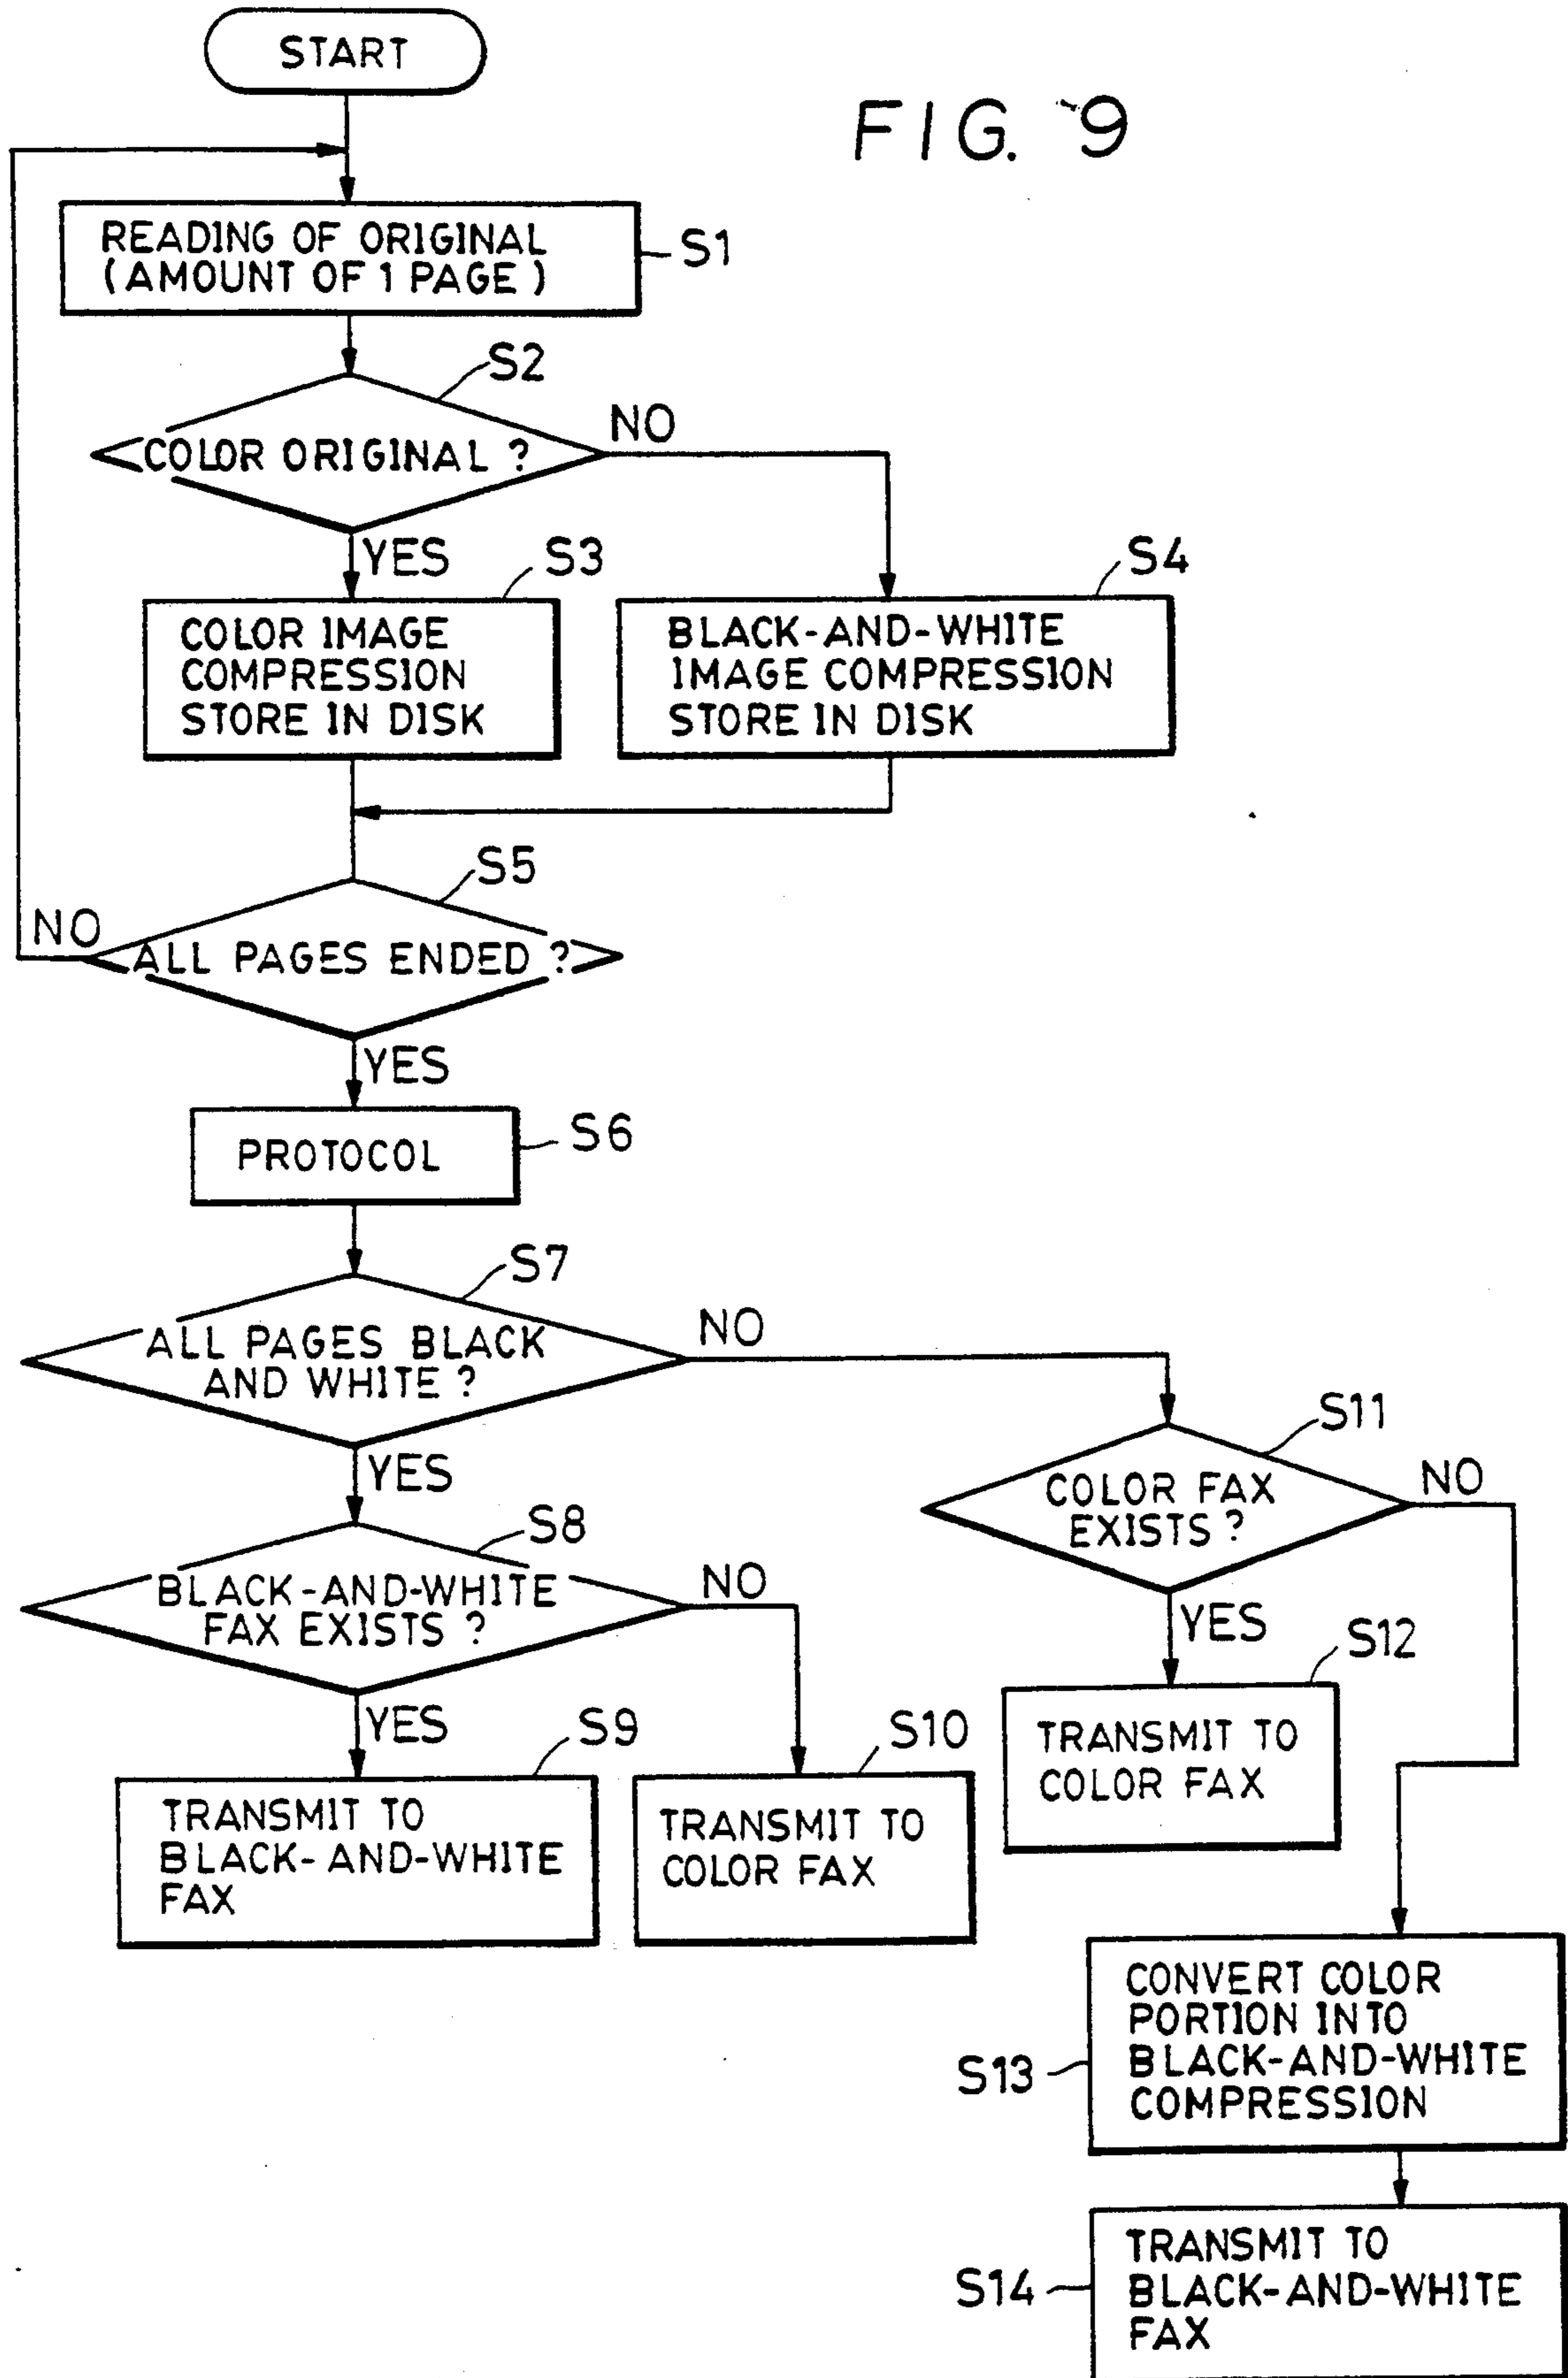 START
FIG. 9
READING OF ORIGINAL
(AMOUNT OF 1 PAGE)
S1
S2
COLOR ORIGINAL ?
NO
YES
S3
S4
COLOR IMAGE
COMPRESSION
STORE IN DISK
BLACK-AND-WHITE
IMAGE COMPRESSION
STORE IN DISK
S5
NO
ALL PAGES ENDED ?
YES
PROTOCOL
S6
S7
ALL PAGES BLACK
AND WHITE ?
NO
YES
S11
COLOR FAX
EXISTS ?
NO
YES
S8
BLACK-AND-WHITE
FAX EXISTS ?
NO
YES
S12
TRANSMIT TO
COLOR FAX
S9
TRANSMIT TO
BLACK-AND-WHITE
FAX
S10
TRANSMIT TO
COLOR FAX
S13
CONVERT COLOR
PORTION INTO
BLACK-AND-WHITE
COMPRESSION
S14
TRANSMIT TO
BLACK-AND-WHITE
FAX